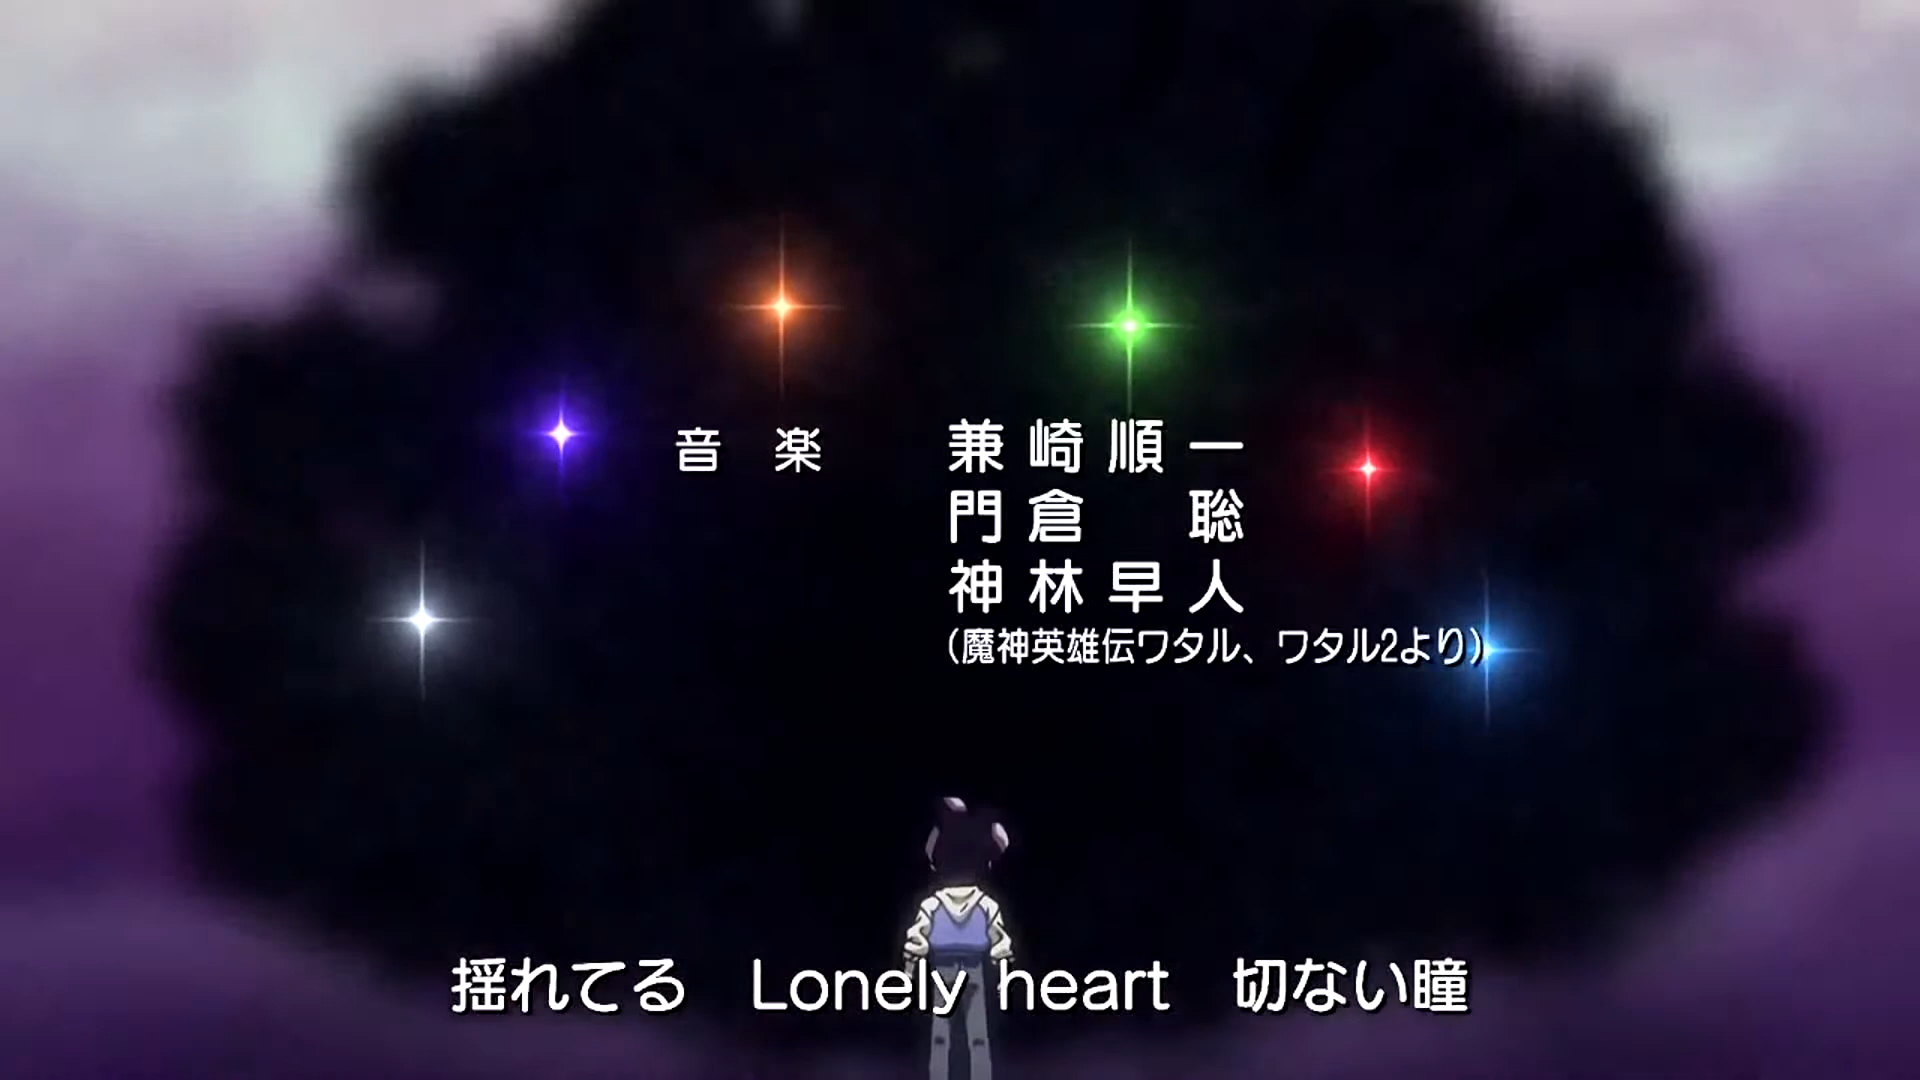 音　楽　兼崎順一
門倉　聡
神林早人
（魔神英雄伝ワタル、ワタル2より）
揺れてる　Lonely heart　切ない瞳